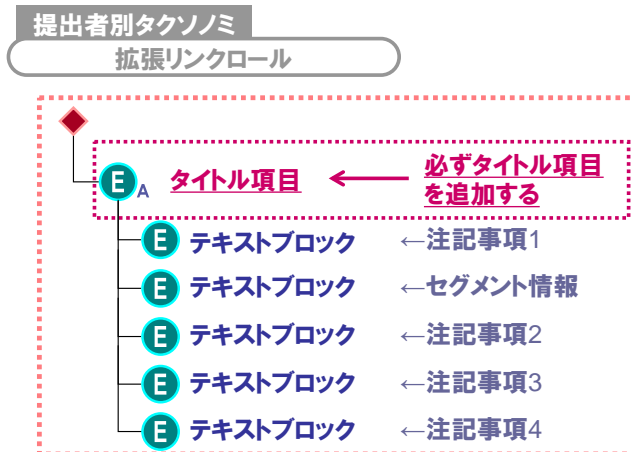 提出者別タクソノミ
拡張リンクロール
E A タイトル項目 ← 必ずタイトル項目
を追加する
E テキストブロック ←注記事項1
E テキストブロック ←セグメント情報
E テキストブロック ←注記事項2
E テキストブロック ←注記事項3
E テキストブロック ←注記事項4